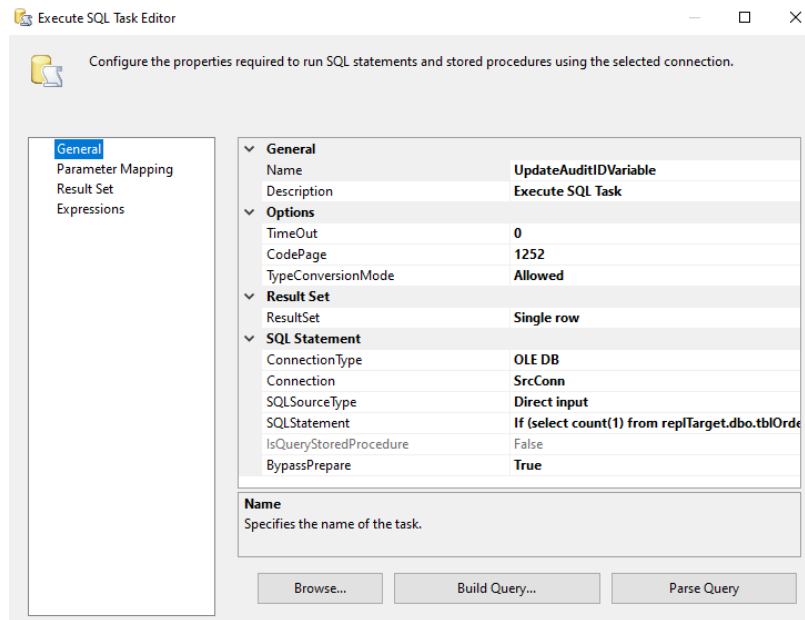 Execute SQL Task Editor
Configure the properties required to run SQL statements and stored procedures using the selected connection.
General
Parameter Mapping
Result Set
Expressions
General
Name UpdateAuditIDVariable
Description Execute SQL Task
Options
TimeOut 0
CodePage 1252
TypeConversionMode Allowed
Result Set
ResultSet Single row
SQL Statement
ConnectionType OLE DB
Connection SrcConn
SQLSourceType Direct input
SQLStatement If (select count(1) from replTarget.dbo.tblOrde
IsQueryStoredProcedure False
BypassPrepare True
Name
Specifies the name of the task.
Browse... Build Query... Parse Query